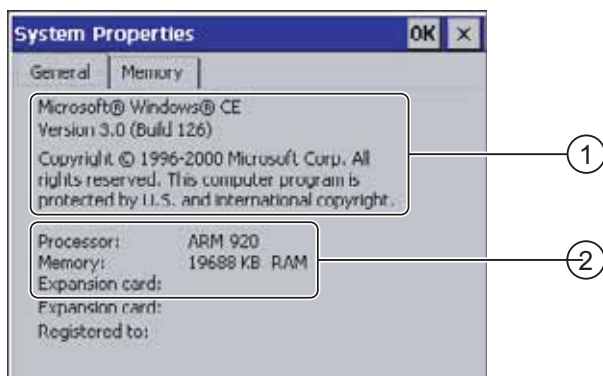 System Properties OK ×
General Memory
Microsoft® Windows® CE
Version 3.0 (Build 126)
Copyright © 1996-2000 Microsoft Corp. All
rights reserved. This computer program is
protected by U.S. and international copyright.
1
Processor: ARM 920
Memory: 19688 KB RAM
Expansion card:
2
Expansion card:
Registered to: